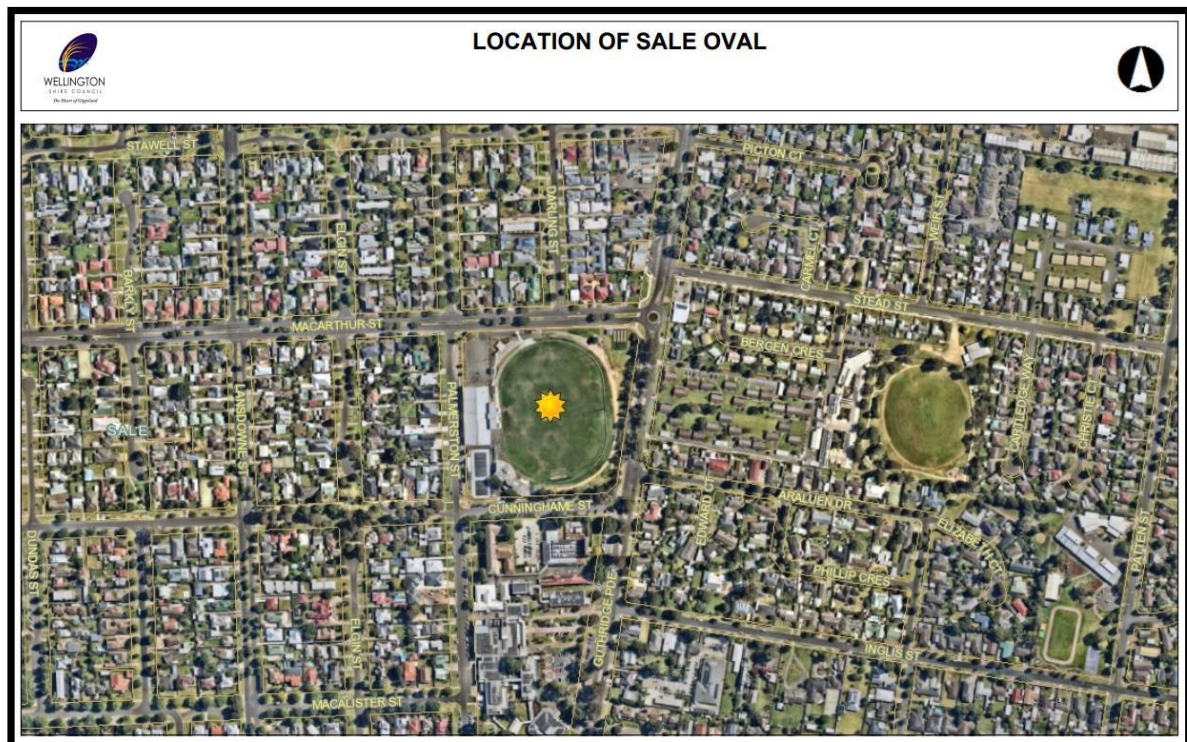 LOCATION OF SALE OVAL
WELLINGTON
SHIRE COUNCIL
The Heart of Gippsland
STAWELL ST
PICTON CT
DARLING ST
ELGIN ST
WEIR ST
CARMEL CT
BARKLY ST
STEAD ST
MACARTHUR ST
BERGEN CRES
CARTLEDGE WAY
CHRISTIE CT
LANSDOWNE ST
PALMERSTON ST
SALE
CUNNINGHAME ST
EDWARD CT
ARALUEN DR
ELIZABETH CT
PATTEN ST
DUNDAS ST
PHILLIP CRES
GUTHRIDGE PDE
ELGIN ST
INGLIS ST
MACALISTER ST